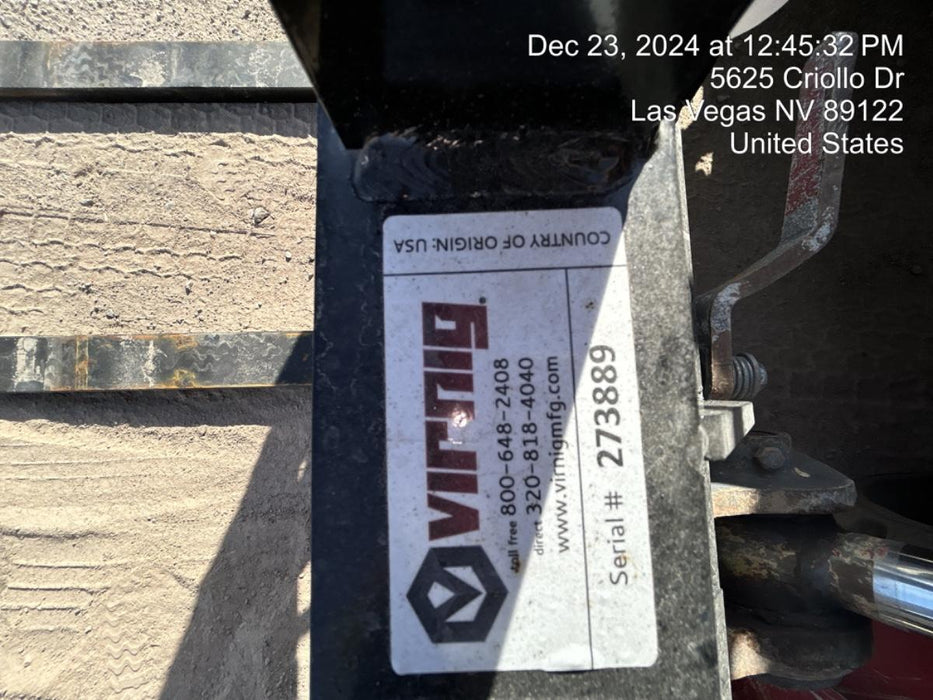 Dec 23, 2024 at 12:45:32 PM
5625 Criollo Dr
Las Vegas NV 89122
United States
COUNTRY OF ORIGIN: USA
VIRNIG
toll free 800-648-2408
direct 320-818-4040
www.virnigmfg.com
Serial # 273889